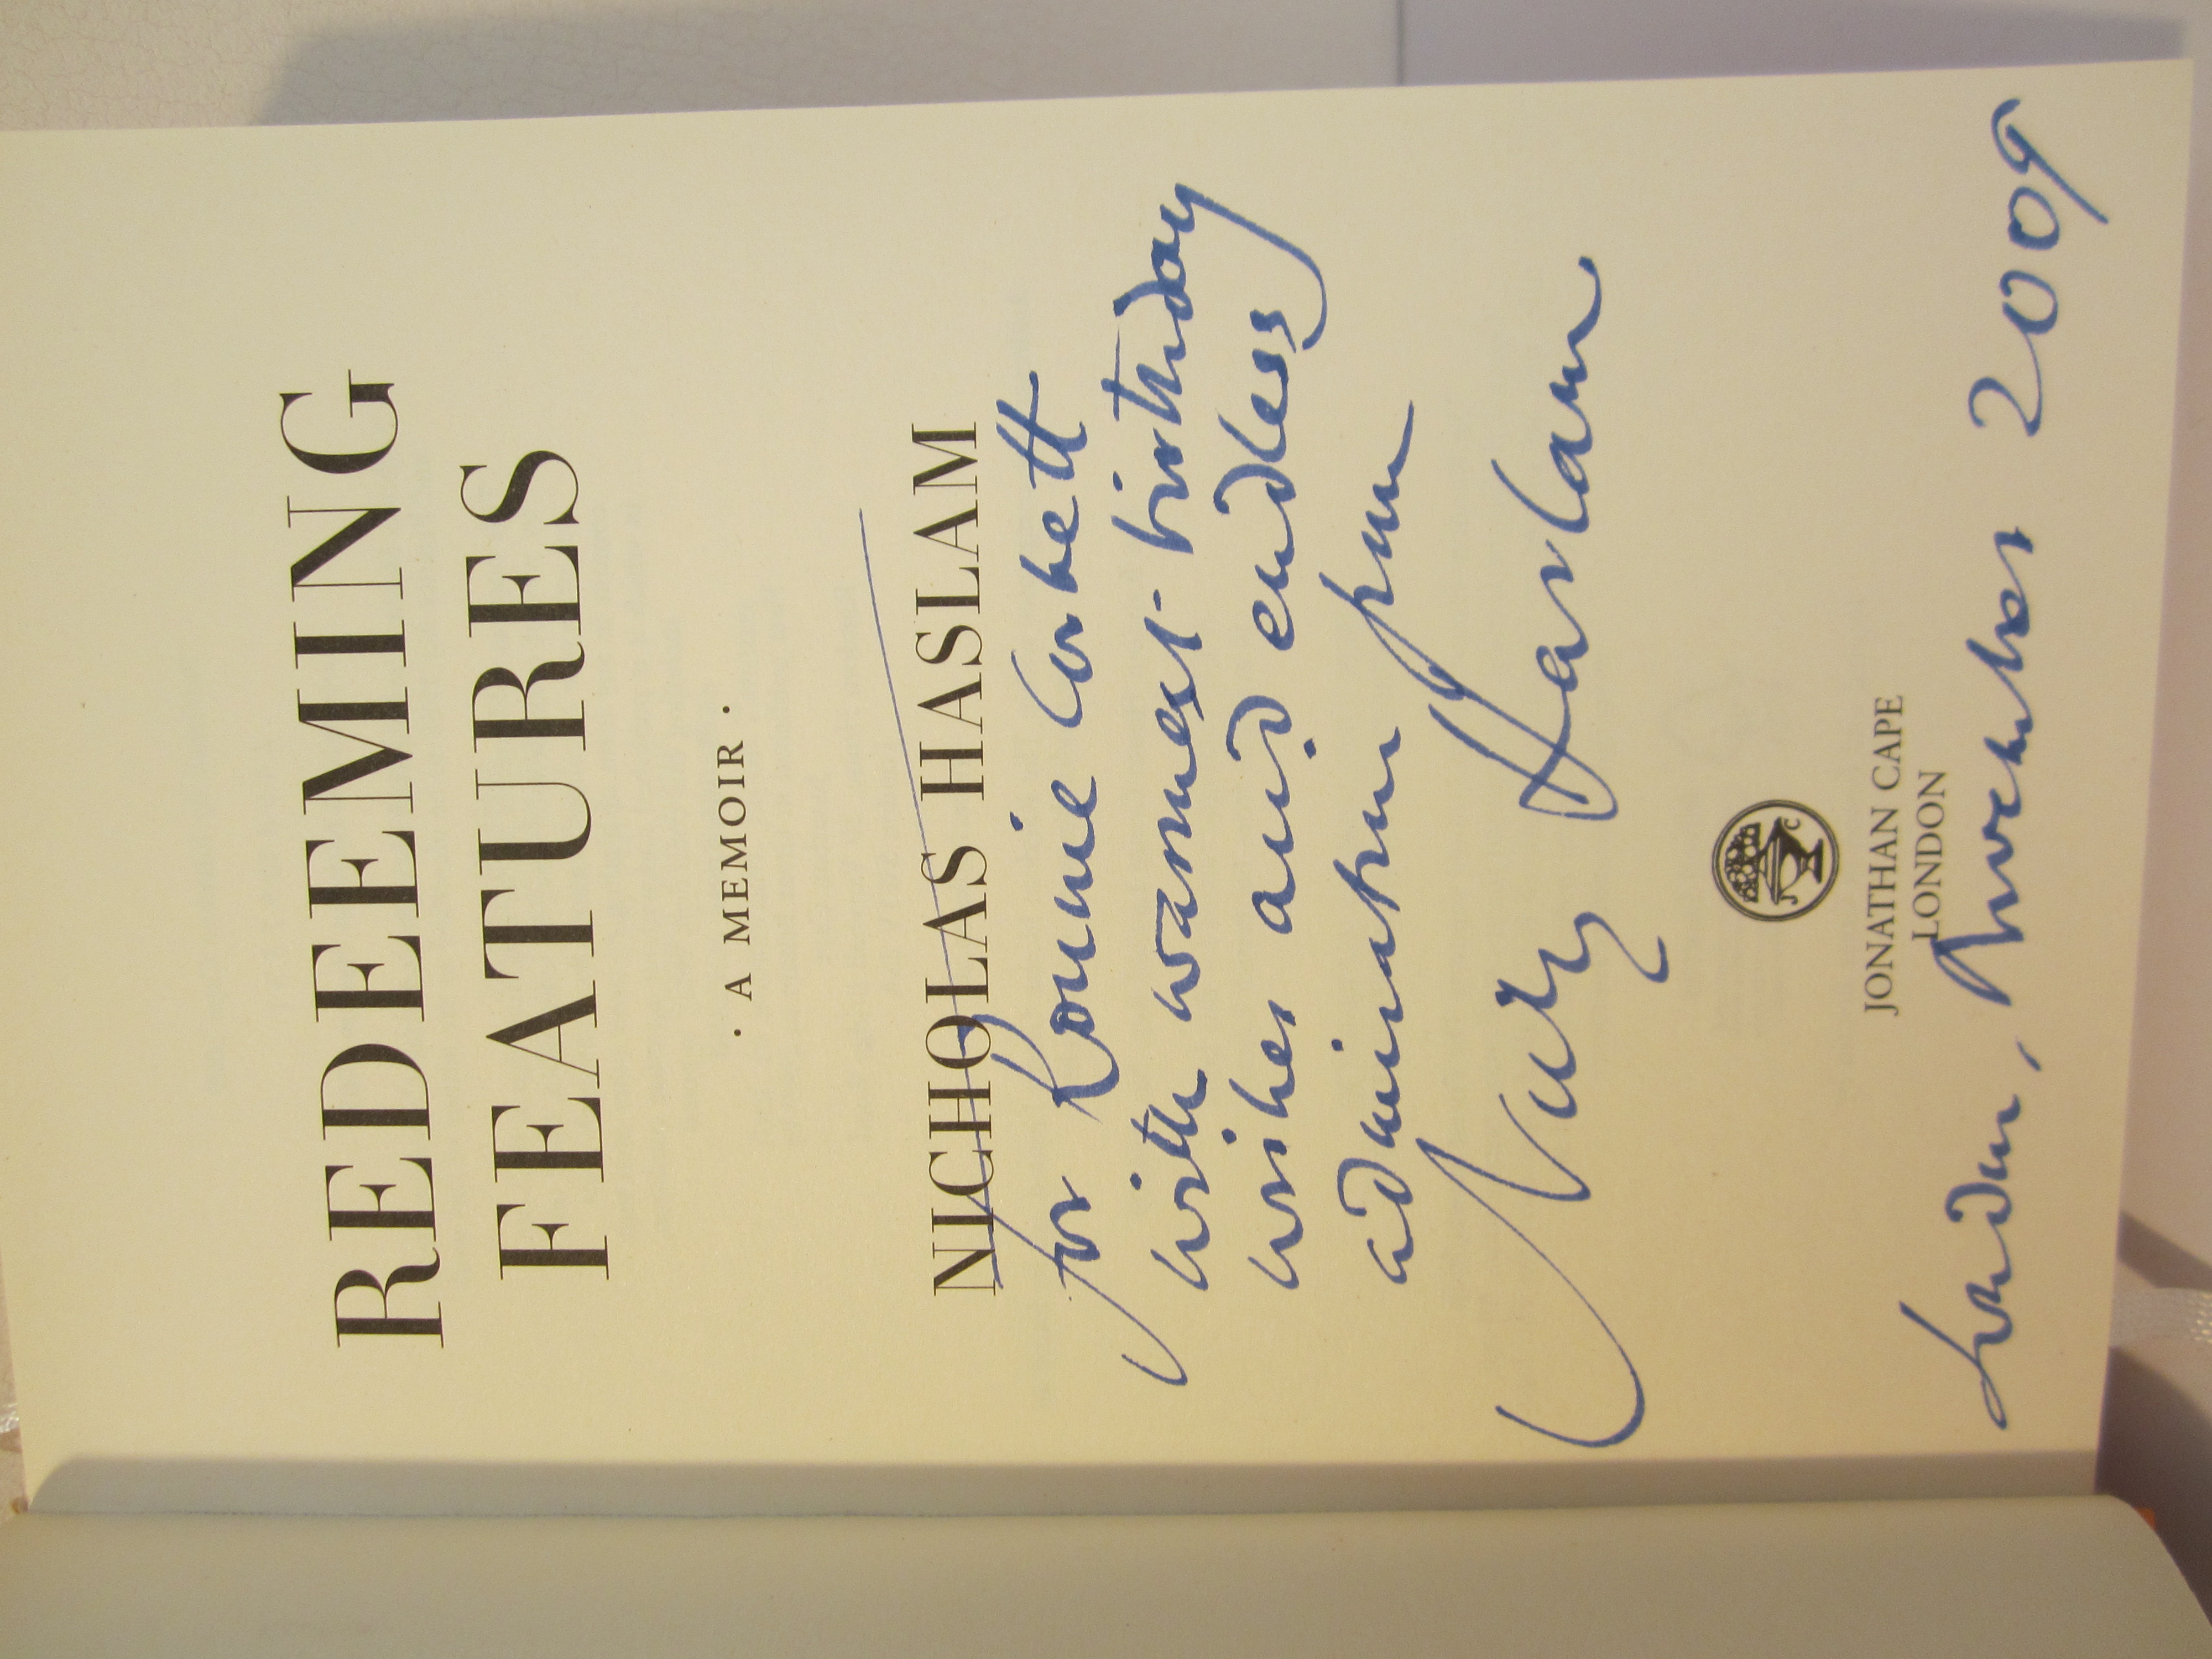 REDEEMING
FEATURES
· A MEMOIR ·
NICHOLAS HASLAM
for Ronnie Corbett
with warmest-birthday
wishes and endless
admiration from
Nicky Haslam
J C
JONATHAN CAPE
LONDON
London, November 2009